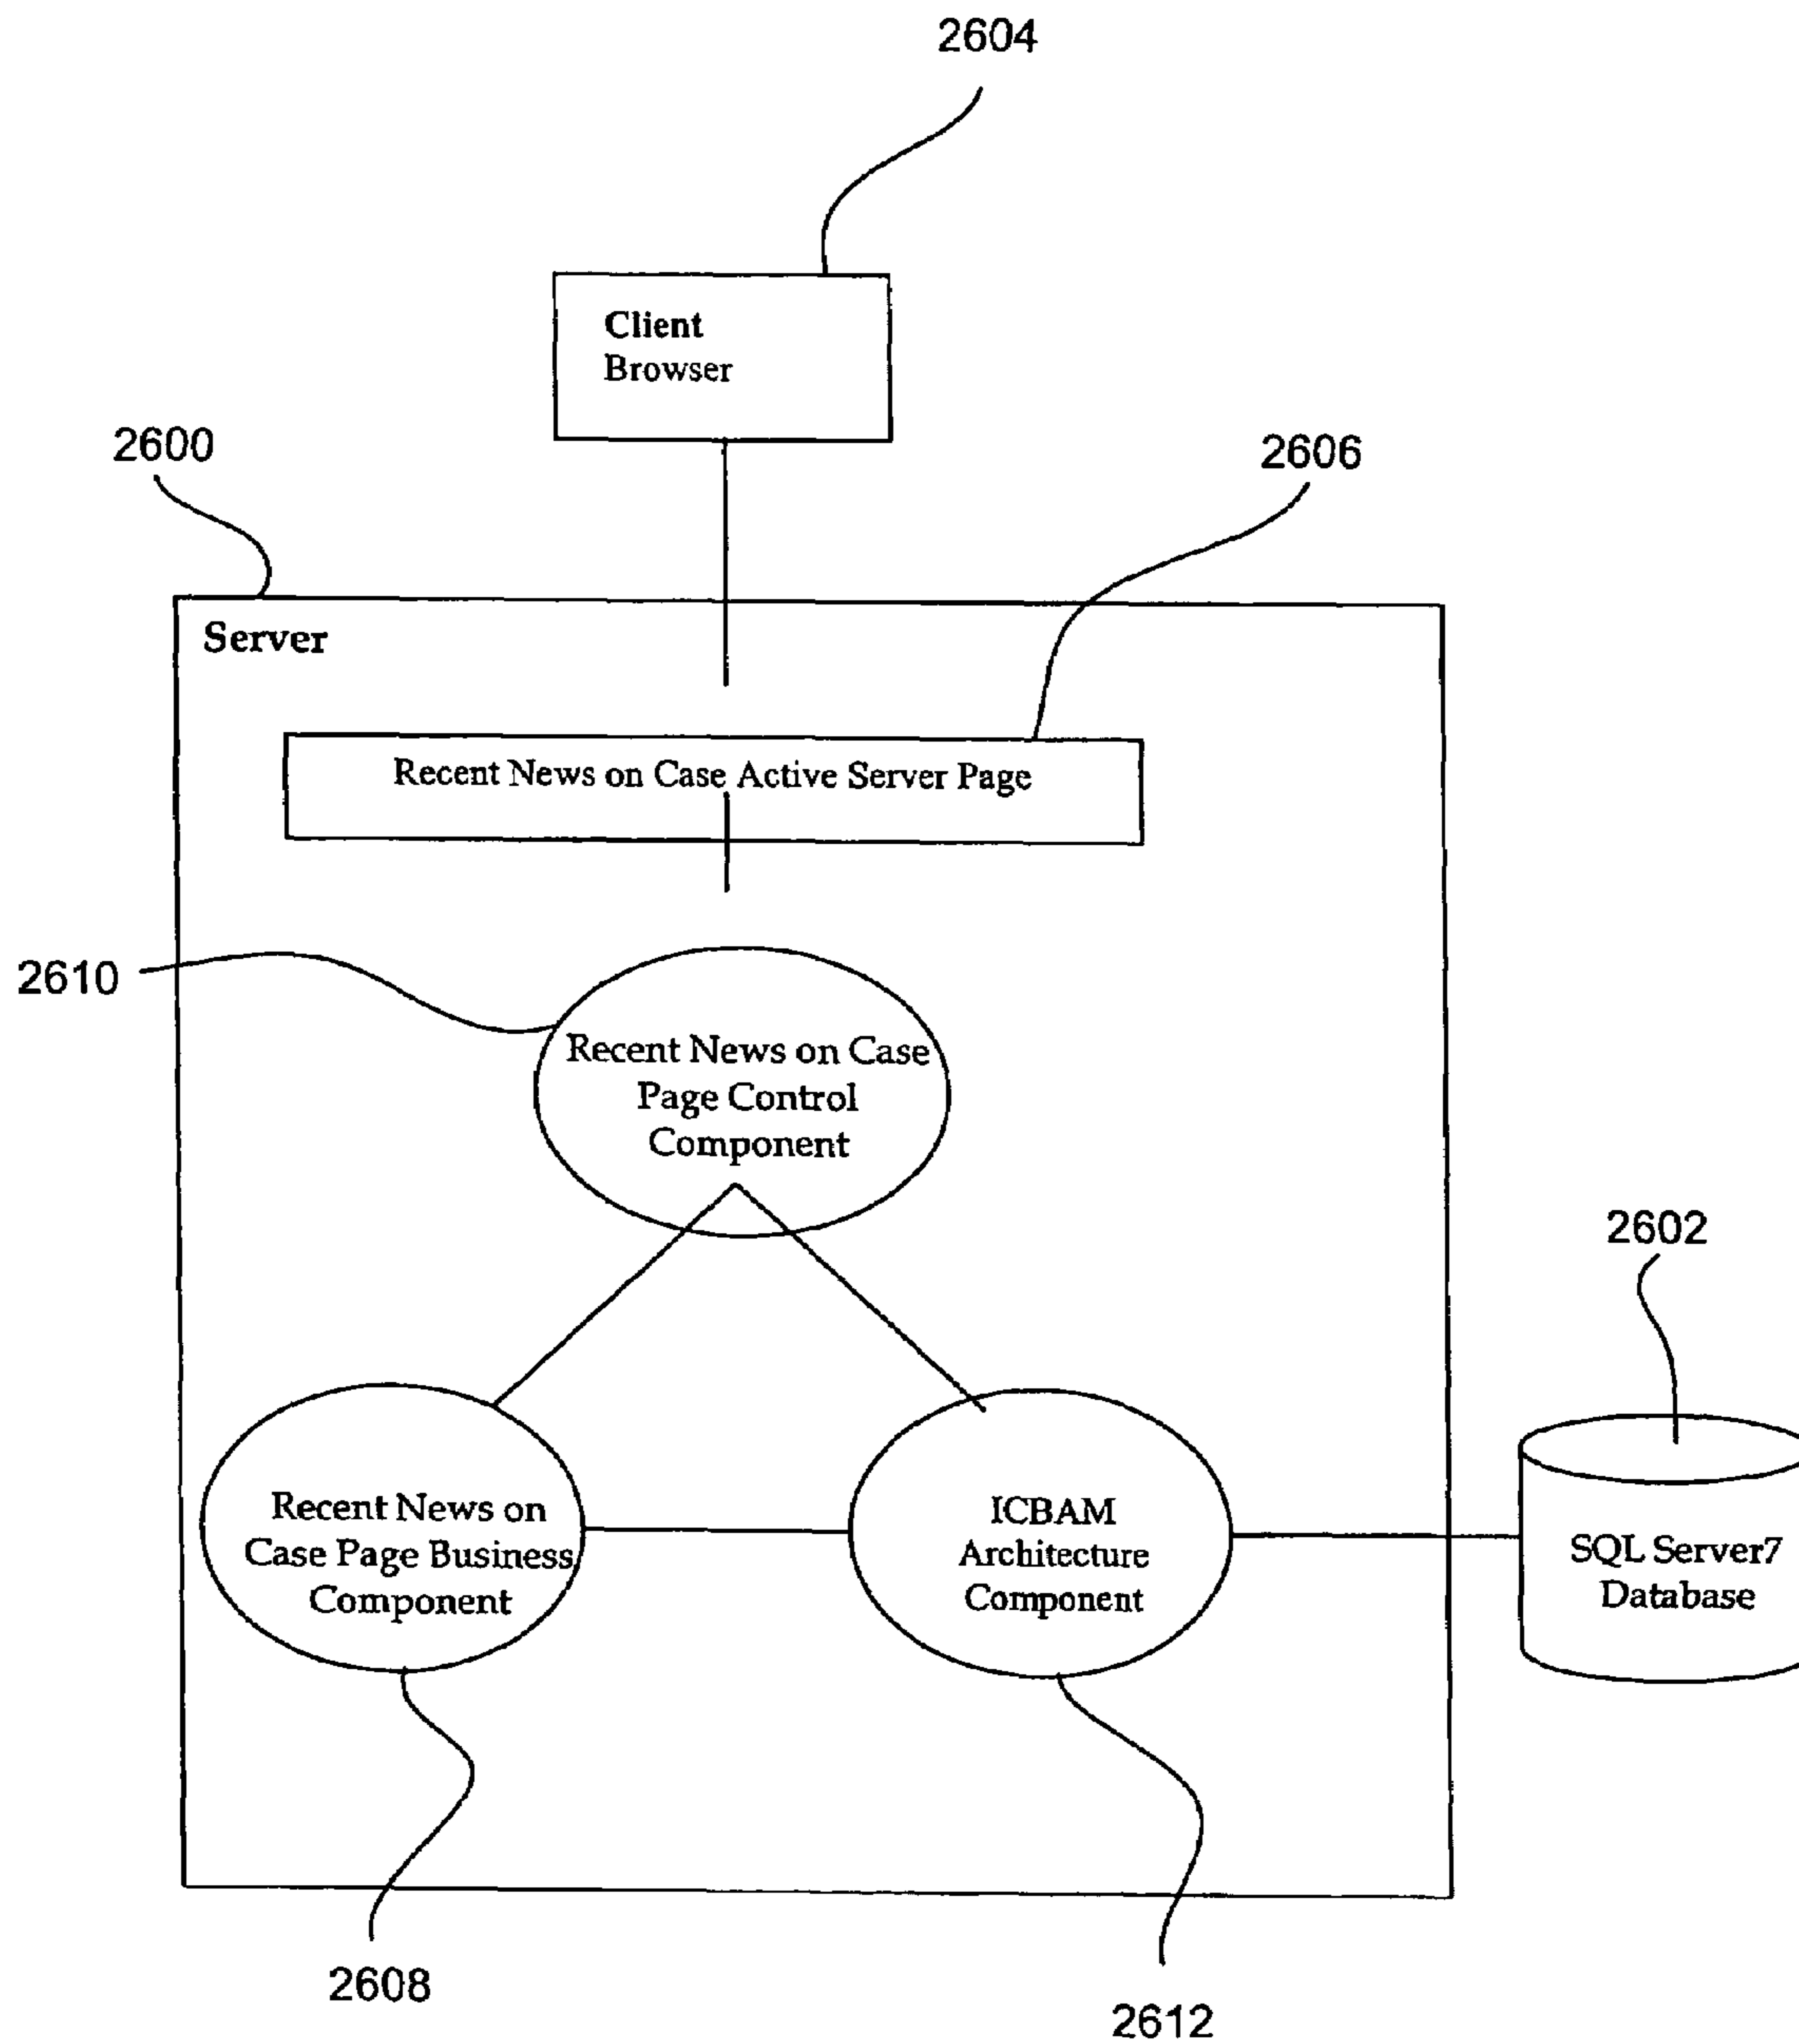 2604
Client
Browser
2600
2606
Server
Recent News on Case Active Server Page
2610
Recent News on Case
Page Control
Component
2602
Recent News on
Case Page Business
Component
ICBAM
Architecture
Component
SQL Server7
Database
2608
2612